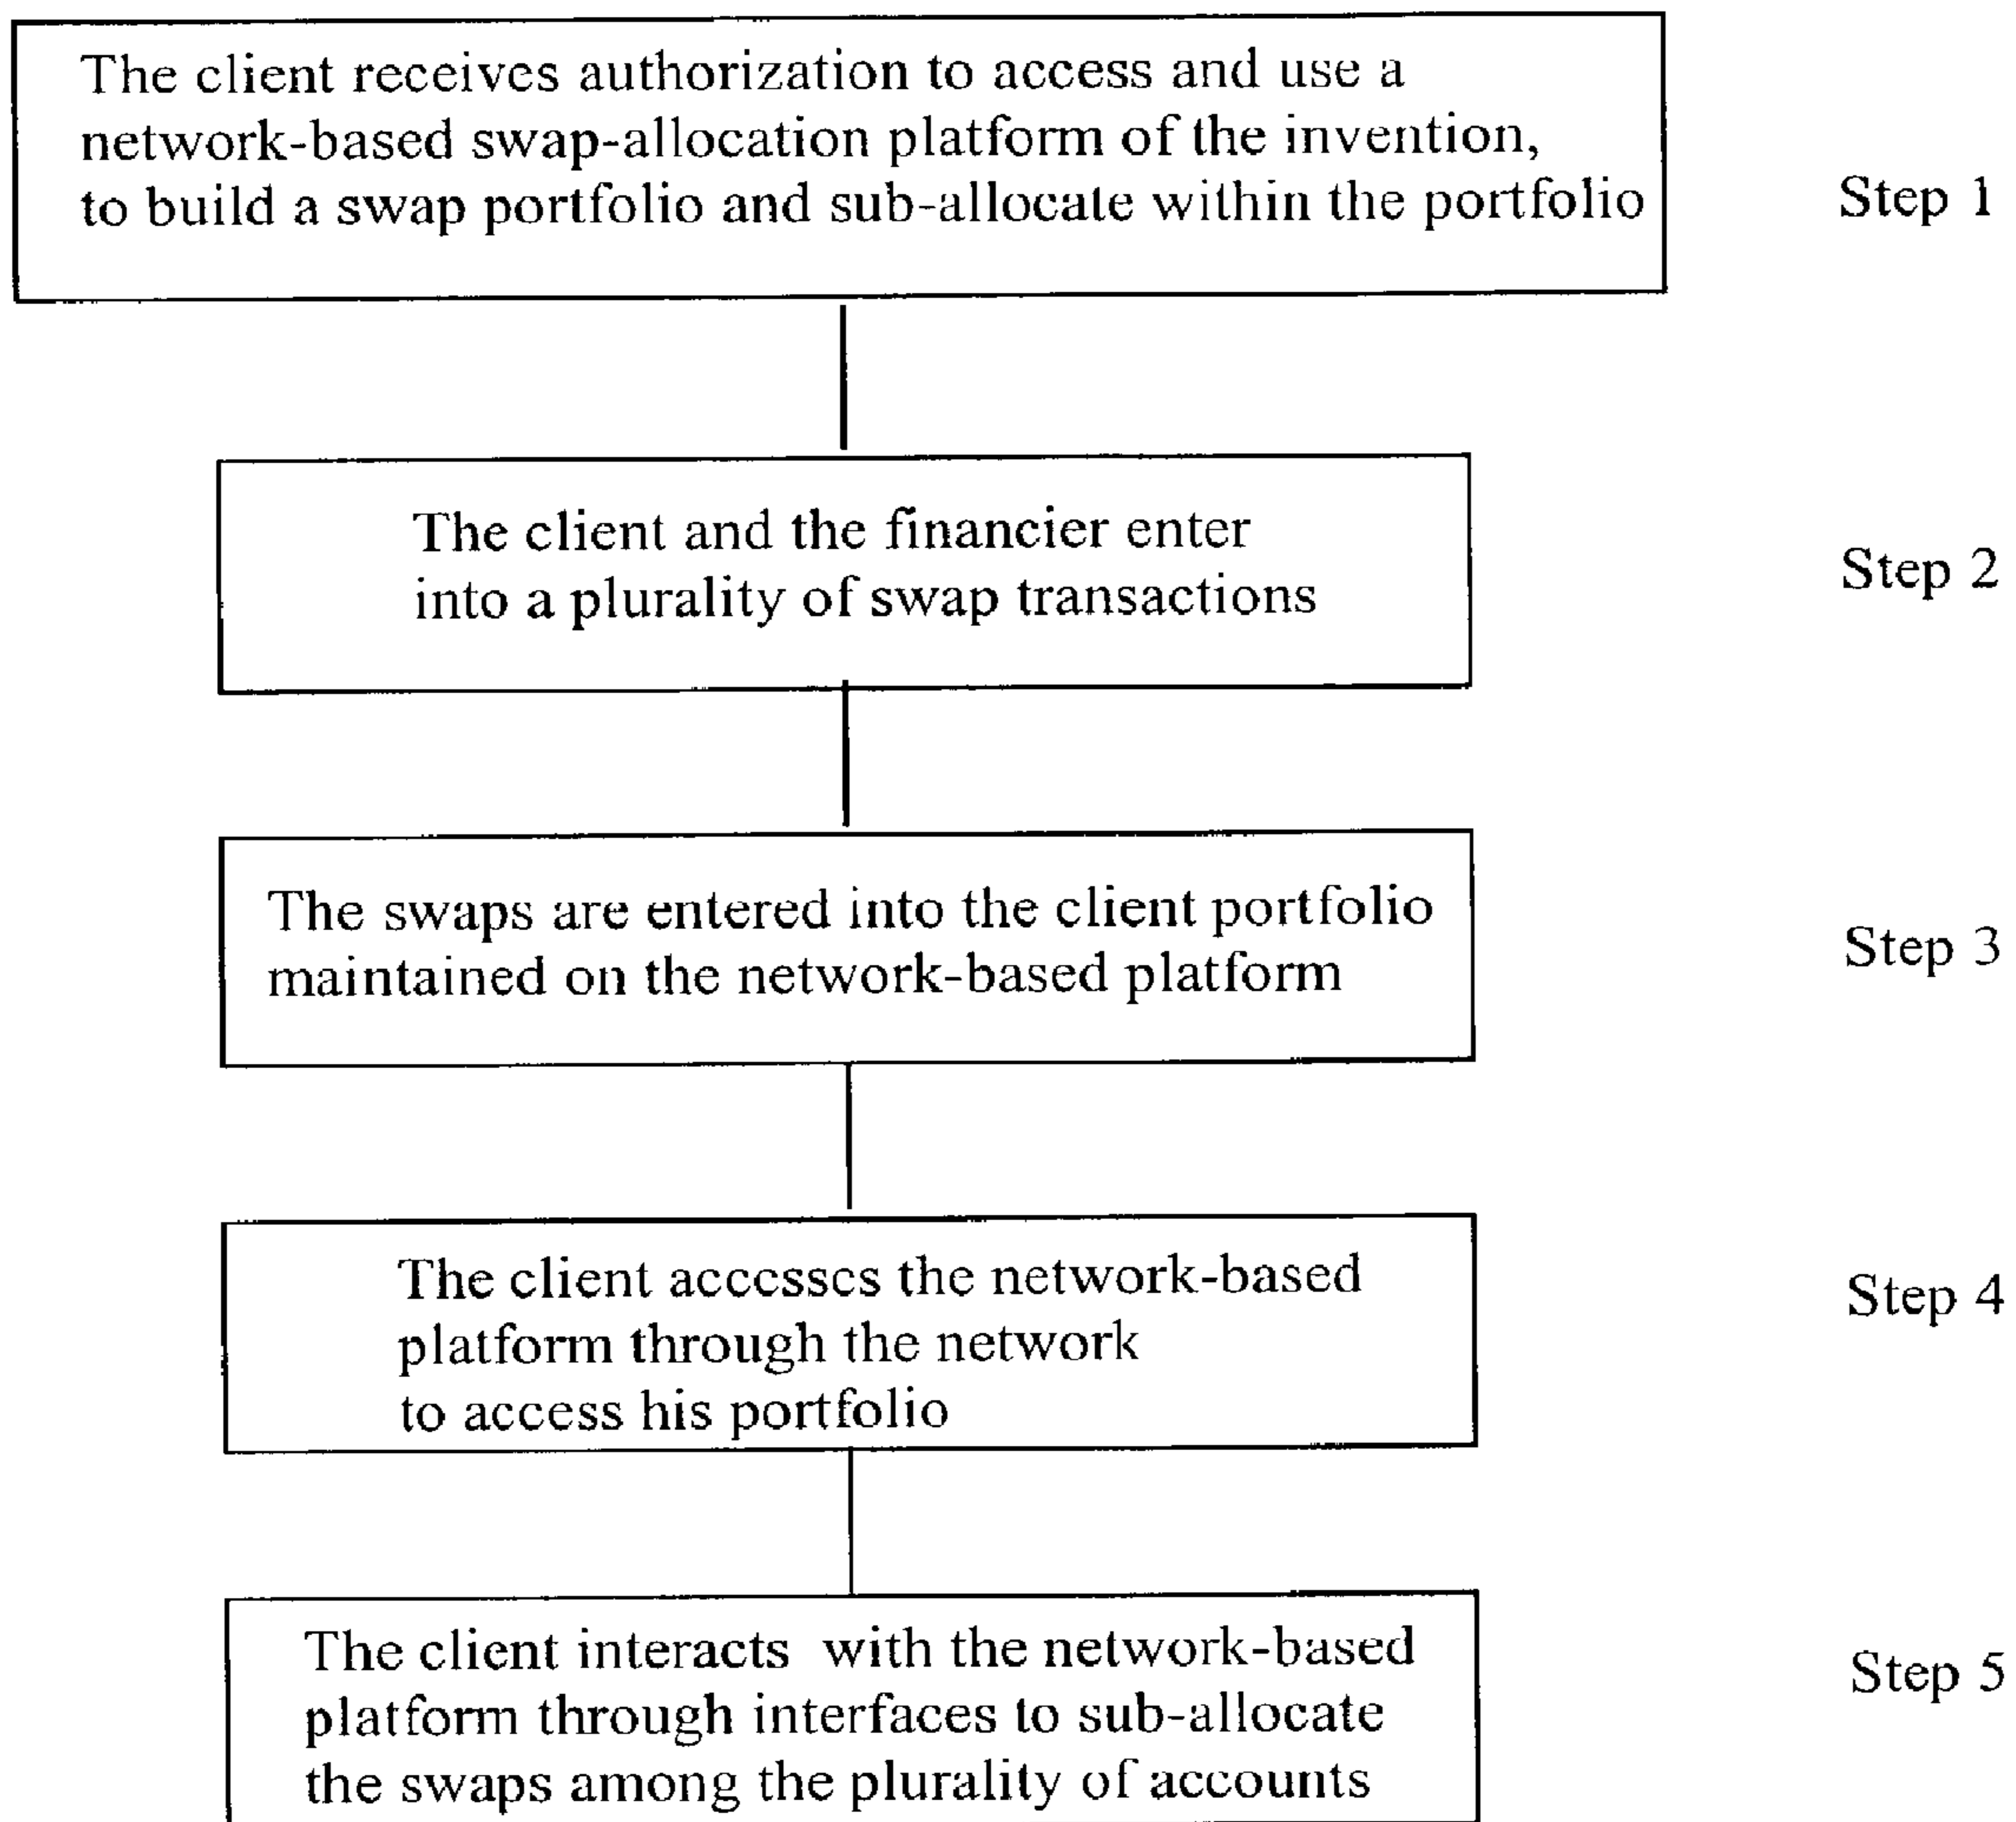 The client receives authorization to access and use a
network-based swap-allocation platform of the invention,
to build a swap portfolio and sub-allocate within the portfolio
Step 1
The client and the financier enter
into a plurality of swap transactions
Step 2
The swaps are entered into the client portfolio
maintained on the network-based platform
Step 3
The client accesses the network-based
platform through the network
to access his portfolio
Step 4
The client interacts with the network-based
platform through interfaces to sub-allocate
the swaps among the plurality of accounts
Step 5